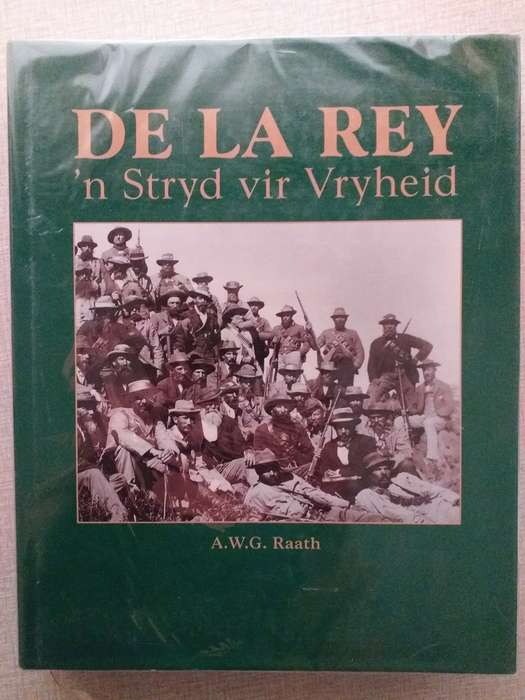 DE LA REY
'n Stryd vir Vryheid
A.W.G. Raath